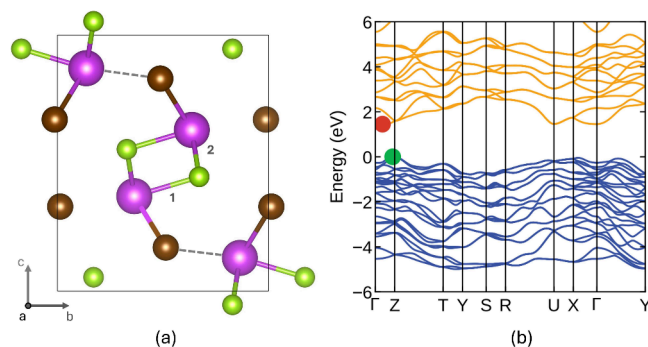 2
1
c
a
b
(a)
(b)
Energy (eV)
6
4
2
0
−2
−4
−6
Γ Z T Y S R U X Γ Y